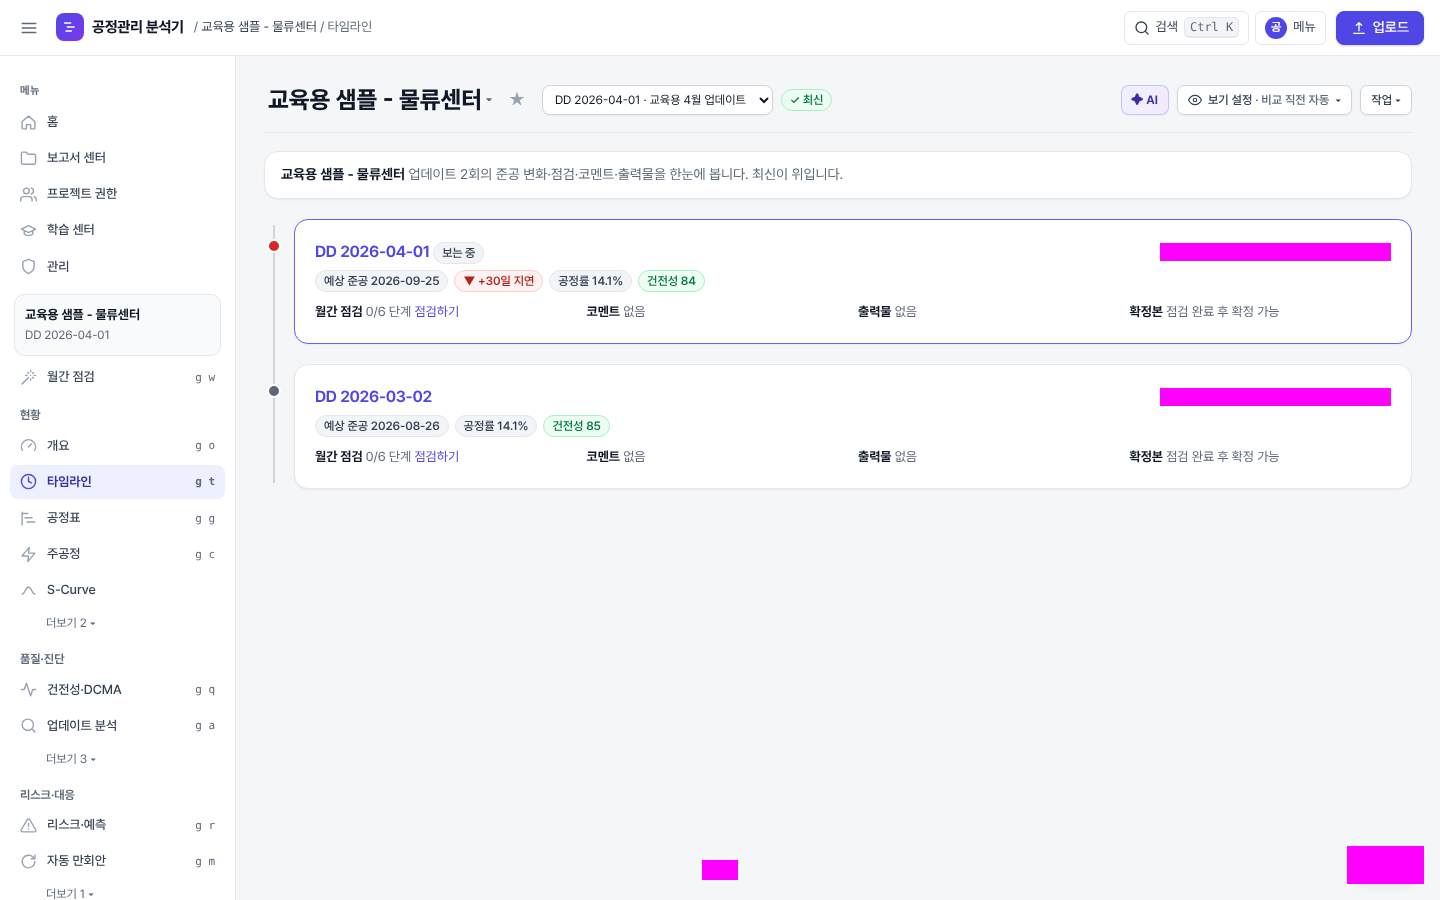 공정관리 분석기 / 교육용 샘플 - 물류센터 / 타임라인
검색 Ctrl K
공 메뉴
업로드
메뉴
홈
보고서 센터
프로젝트 권한
학습 센터
관리
교육용 샘플 - 물류센터
DD 2026-04-01
월간 점검 g w
현황
개요 g o
타임라인 g t
공정표 g g
주공정 g c
S-Curve
더보기 2
품질·진단
건전성·DCMA g q
업데이트 분석 g a
더보기 3
리스크·대응
리스크·예측 g r
자동 만회안 g m
더보기 1
교육용 샘플 - 물류센터 ★
DD 2026-04-01 · 교육용 4월 업데이트
✓ 최신
AI
보기 설정 · 비교 직전 자동
작업
교육용 샘플 - 물류센터 업데이트 2회의 준공 변화·점검·코멘트·출력물을 한눈에 봅니다. 최신이 위입니다.
DD 2026-04-01 보는 중
예상 준공 2026-09-25 ▼ +30일 지연 공정률 14.1% 건전성 84
월간 점검 0/6 단계 점검하기 코멘트 없음 출력물 없음 확정본 점검 완료 후 확정 가능
DD 2026-03-02
예상 준공 2026-08-26 공정률 14.1% 건전성 85
월간 점검 0/6 단계 점검하기 코멘트 없음 출력물 없음 확정본 점검 완료 후 확정 가능